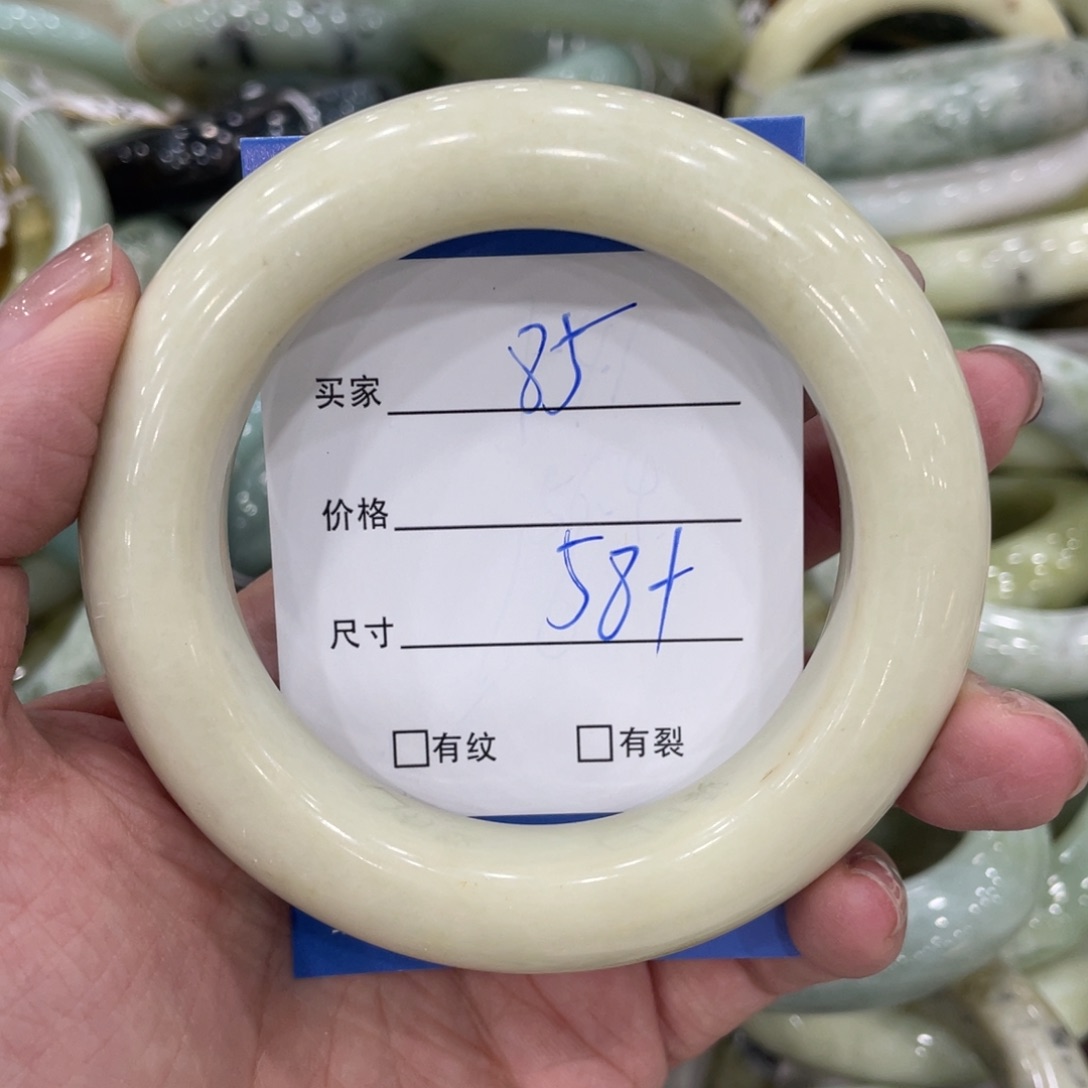 买家 85
价格
尺寸 58+
□有纹 □有裂